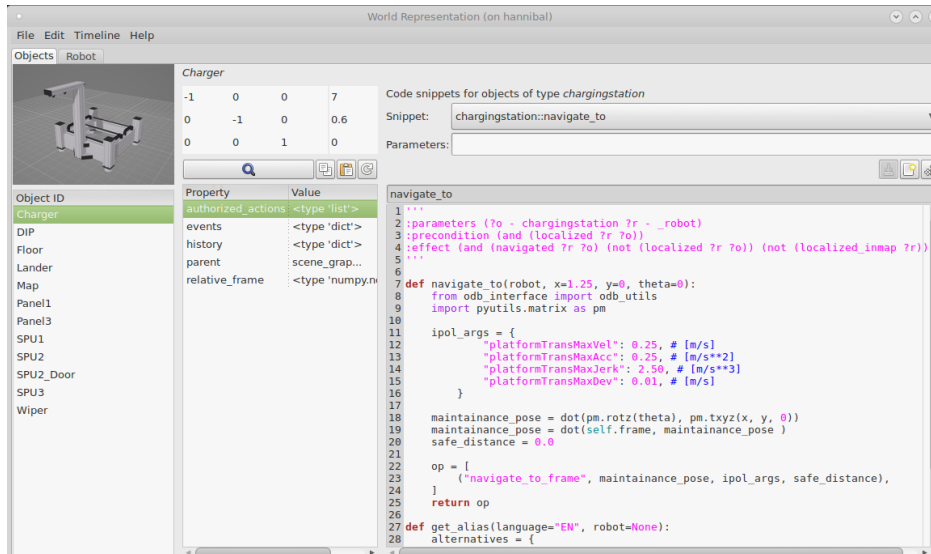 World Representation (on hannibal)
File Edit Timeline Help
Objects Robot
Charger
-1 0 0 7
0 -1 0 0.6
0 0 1 0
Code snippets for objects of type chargingstation
Snippet: chargingstation::navigate_to
Parameters:
Object ID
Charger
DIP
Floor
Lander
Map
Panel1
Panel3
SPU1
SPU2
SPU2_Door
SPU3
Wiper
Property Value
authorized_actions <type 'list'>
events <type 'dict'>
history <type 'dict'>
parent scene_grap...
relative_frame <type 'numpy.n
navigate_to
1 '''
2 :parameters (?o - chargingstation ?r - _robot)
3 :precondition (and (localized ?r ?o))
4 :effect (and (navigated ?r ?o) (not (localized ?r ?o)) (not (localized_inmap ?r))
5 '''
6
7 def navigate_to(robot, x=1.25, y=0, theta=0):
8 from odb_interface import odb_utils
9 import pyutils.matrix as pm
10
11 ipol_args = {
12 "platformTransMaxVel": 0.25, # [m/s]
13 "platformTransMaxAcc": 0.25, # [m/s**2]
14 "platformTransMaxJerk": 2.50, # [m/s**3]
15 "platformTransMaxDev": 0.01, # [m/s]
16 }
17
18 maintainance_pose = dot(pm.rotz(theta), pm.txyz(x, y, 0))
19 maintainance_pose = dot(self.frame, maintainance_pose )
20 safe_distance = 0.0
21
22 op = [
23 ("navigate_to_frame", maintainance_pose, ipol_args, safe_distance),
24 ]
25 return op
26
27 def get_alias(language="EN", robot=None):
28 alternatives = {